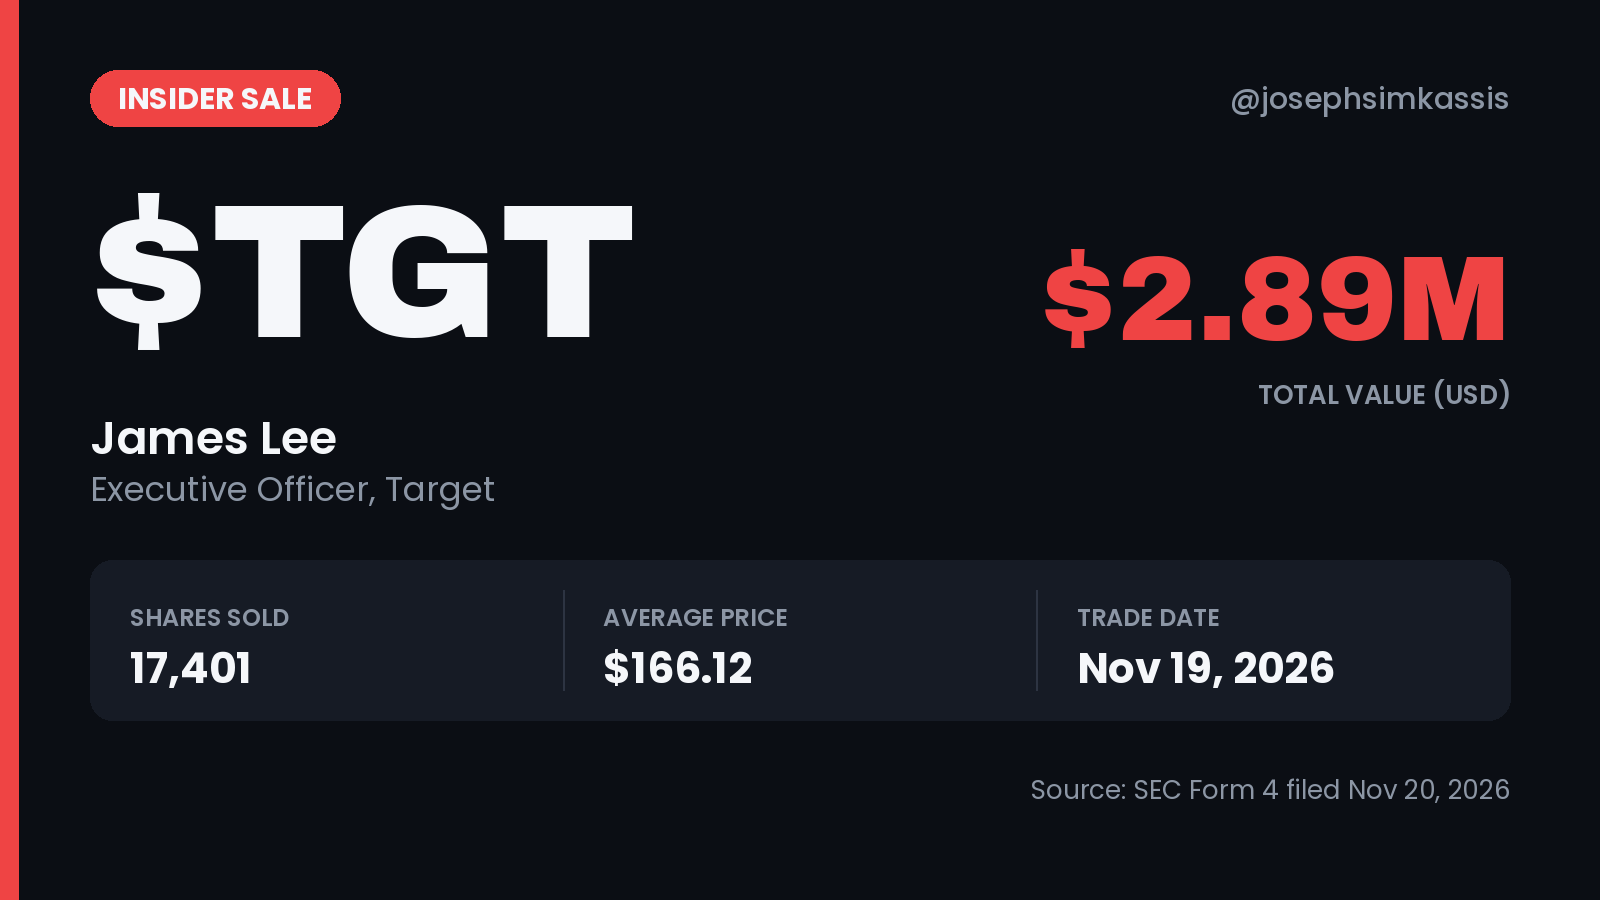 INSIDER SALE
@josephsimkassis
$TGT
$2.89M
TOTAL VALUE (USD)
James Lee
Executive Officer, Target
SHARES SOLD
17,401
AVERAGE PRICE
$166.12
TRADE DATE
Nov 19, 2026
Source: SEC Form 4 filed Nov 20, 2026